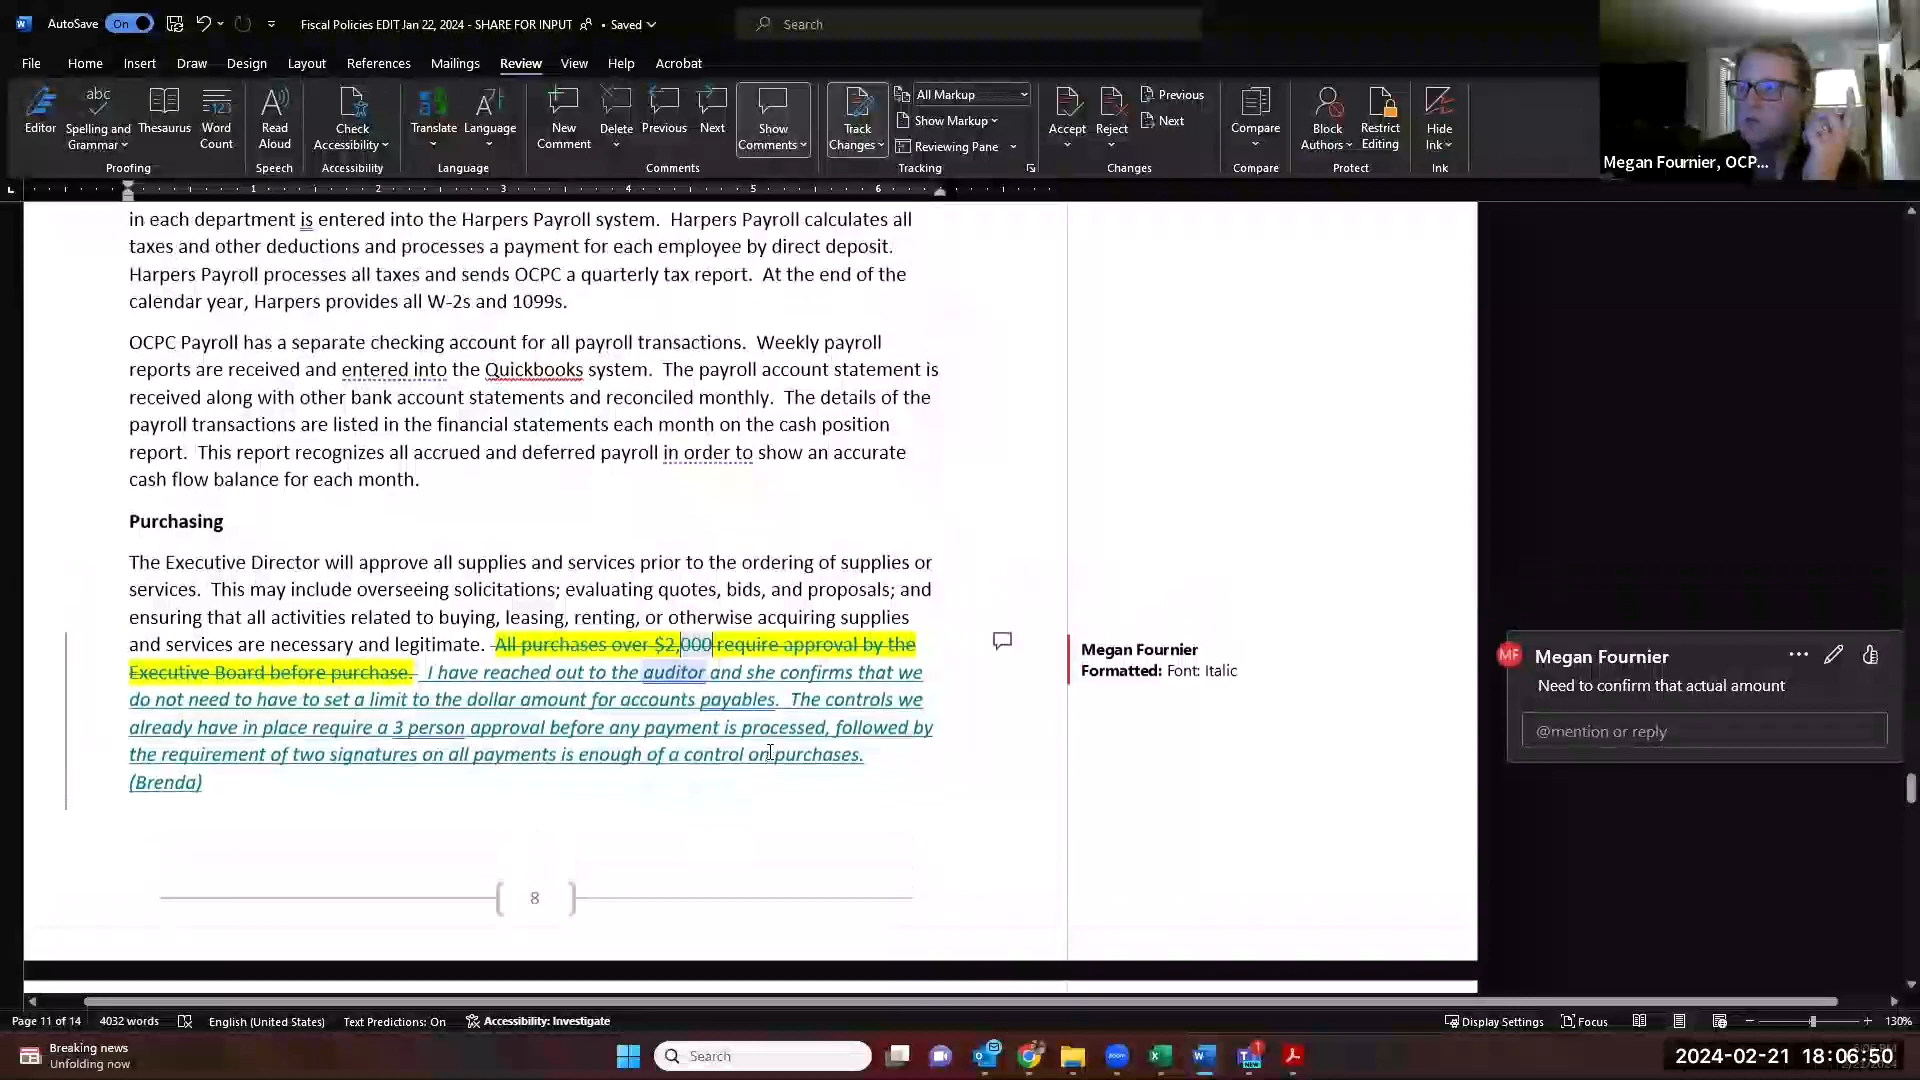 AutoSave On Fiscal Policies EDIT Jan 22, 2024 - SHARE FOR INPUT • Saved Search
File Home Insert Draw Design Layout References Mailings Review View Help Acrobat
Editor
Spelling and Grammar
Thesaurus
Word Count
Read Aloud
Check Accessibility
Translate
Language
New Comment
Delete
Previous
Next
Show Comments
Track Changes
All Markup
Show Markup
Reviewing Pane
Accept
Reject
Previous
Next
Compare
Block Authors
Restrict Editing
Hide Ink
Proofing Speech Accessibility Language Comments Tracking Changes Compare Protect Ink
Megan Fournier, OCP...
1 2 3 4 5 6
in each department is entered into the Harpers Payroll system. Harpers Payroll calculates all
taxes and other deductions and processes a payment for each employee by direct deposit.
Harpers Payroll processes all taxes and sends OCPC a quarterly tax report. At the end of the
calendar year, Harpers provides all W-2s and 1099s.
OCPC Payroll has a separate checking account for all payroll transactions. Weekly payroll
reports are received and entered into the Quickbooks system. The payroll account statement is
received along with other bank account statements and reconciled monthly. The details of the
payroll transactions are listed in the financial statements each month on the cash position
report. This report recognizes all accrued and deferred payroll in order to show an accurate
cash flow balance for each month.
Purchasing
The Executive Director will approve all supplies and services prior to the ordering of supplies or
services. This may include overseeing solicitations; evaluating quotes, bids, and proposals; and
ensuring that all activities related to buying, leasing, renting, or otherwise acquiring supplies
and services are necessary and legitimate. All purchases over $2,000 require approval by the
Executive Board before purchase. I have reached out to the auditor and she confirms that we
do not need to have to set a limit to the dollar amount for accounts payables. The controls we
already have in place require a 3 person approval before any payment is processed, followed by
the requirement of two signatures on all payments is enough of a control on purchases.
(Brenda)
8
Megan Fournier
Formatted: Font: Italic
MF Megan Fournier
Need to confirm that actual amount
@mention or reply
Page 11 of 14 4032 words English (United States) Text Predictions: On Accessibility: Investigate Display Settings Focus 130%
Breaking news
Unfolding now
Search
2024-02-21 18:06:50